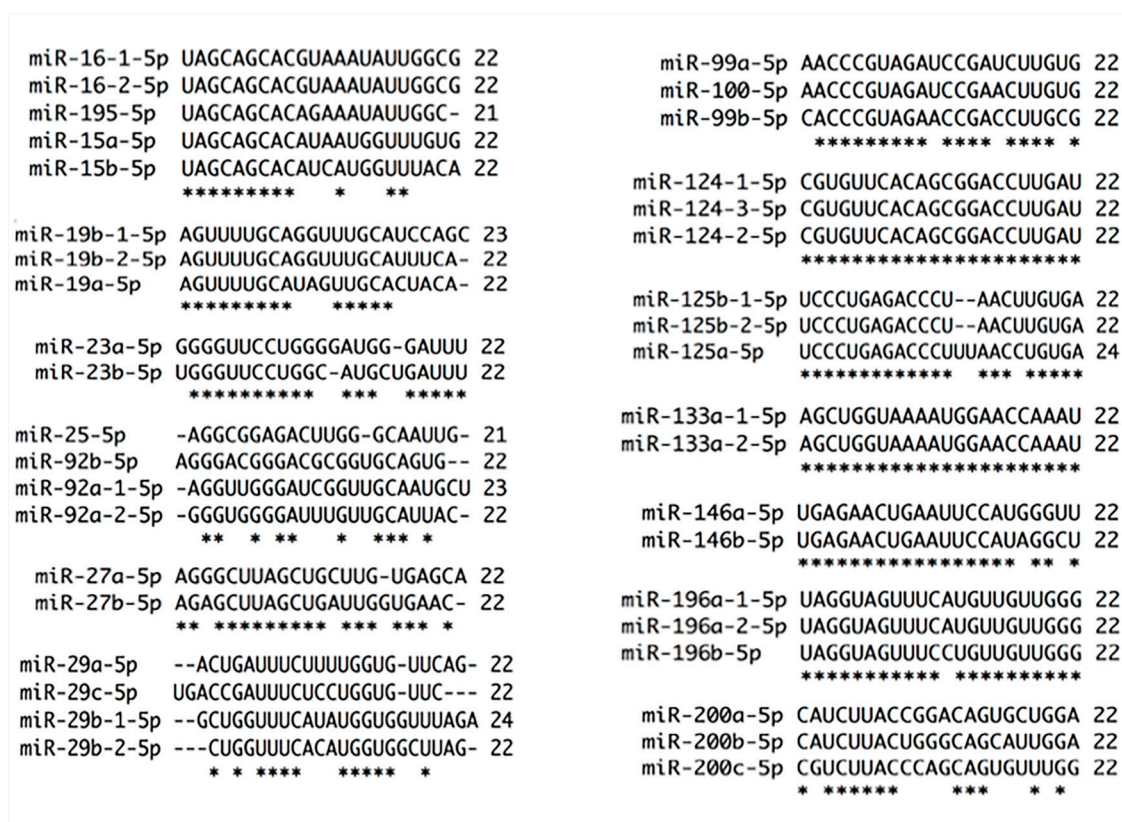 miR-16-1-5p UAGCAGCACGUAAAUAUUGGCG 22
miR-16-2-5p UAGCAGCACGUAAAUAUUGGCG 22
miR-195-5p UAGCAGCACAGAAAUAUUGGC- 21
miR-15a-5p UAGCAGCACAUAAUGGUUUGUG 22
miR-15b-5p UAGCAGCACAUCAUGGUUUACA 22
*********   *   **
miR-19b-1-5p AGUUUUGCAGGUUUGCAUCCAGC 23
miR-19b-2-5p AGUUUUGCAGGUUUGCAUUUCA- 22
miR-19a-5p AGUUUUGCAUAGUUGCACUACA- 22
*********   *****
miR-23a-5p GGGGUUCCUGGGGAUGG-GAUUU 22
miR-23b-5p UGGGUUCCUGGC-AUGCUGAUUU 22
**********  ***  *****
miR-25-5p -AGGCGGAGACUUGG-GCAAUUG- 21
miR-92b-5p AGGGACGGGACGCGGUGCAGUG-- 22
miR-92a-1-5p -AGGUUGGGAUCGGUUGCAAUGCU 23
miR-92a-2-5p -GGGUGGGGAUUUGUUGCAUUAC- 22
**  * **   *  *** *
miR-27a-5p AGGGCUUAGCUGCUUG-UGAGCA 22
miR-27b-5p AGAGCUUAGCUGAUUGGUGAAC- 22
** ********* *** *** *
miR-29a-5p --ACUGAUUUCUUUUGGUG-UUCAG- 22
miR-29c-5p UGACCGAUUUCUCCUGGUG-UUC--- 22
miR-29b-1-5p --GCUGGUUUCAUAUGGUGGUUUAGA 24
miR-29b-2-5p ---CUGGUUUCACAUGGUGGCUUAG- 22
* * ****   *****  *
miR-99a-5p AACCCGUAGAUCCGAUCUUGUG 22
miR-100-5p AACCCGUAGAUCCGAACUUGUG 22
miR-99b-5p CACCCGUAGAACCGACCUUGCG 22
********* **** **** *
miR-124-1-5p CGUGUUCACAGCGGACCUUGAU 22
miR-124-3-5p CGUGUUCACAGCGGACCUUGAU 22
miR-124-2-5p CGUGUUCACAGCGGACCUUGAU 22
**********************
miR-125b-1-5p UCCCUGAGACCCU--AACUUGUGA 22
miR-125b-2-5p UCCCUGAGACCCU--AACUUGUGA 22
miR-125a-5p UCCCUGAGACCCUUUAACCUGUGA 24
*************  *** *****
miR-133a-1-5p AGCUGGUAAAAUGGAACCAAAU 22
miR-133a-2-5p AGCUGGUAAAAUGGAACCAAAU 22
**********************
miR-146a-5p UGAGAACUGAAUUCCAUGGGUU 22
miR-146b-5p UGAGAACUGAAUUCCAUAGGCU 22
***************** ** *
miR-196a-1-5p UAGGUAGUUUCAUGUUGUUGGG 22
miR-196a-2-5p UAGGUAGUUUCAUGUUGUUGGG 22
miR-196b-5p UAGGUAGUUUCCUGUUGUUGGG 22
*********** **********
miR-200a-5p CAUCUUACCGGACAGUGCUGGA 22
miR-200b-5p CAUCUUACUGGGCAGCAUUGGA 22
miR-200c-5p CGUCUUACCCAGCAGUGUUUGG 22
* ******    ***   * *